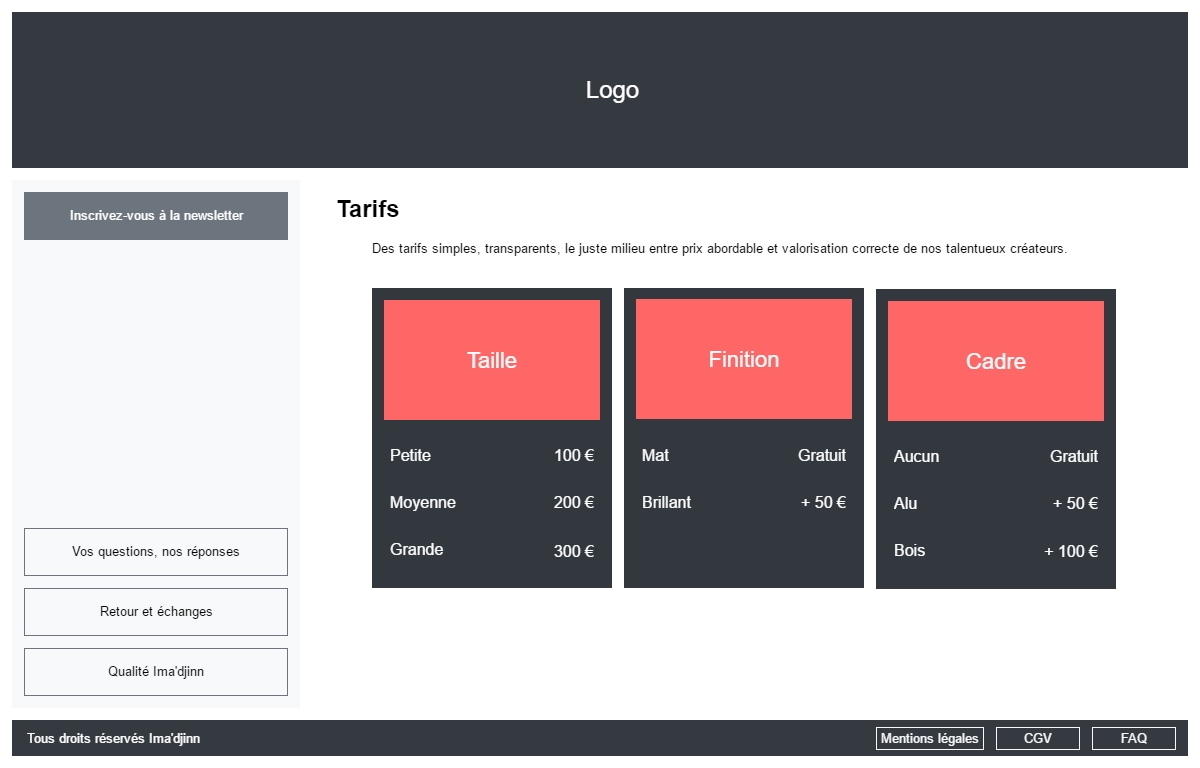 Logo
Inscrivez-vous à la newsletter
Vos questions, nos réponses
Retour et échanges
Qualité Ima'djinn
Tarifs
Des tarifs simples, transparents, le juste milieu entre prix abordable et valorisation correcte de nos talentueux créateurs.
Taille
Petite 100 €
Moyenne 200 €
Grande 300 €
Finition
Mat Gratuit
Brillant + 50 €
Cadre
Aucun Gratuit
Alu + 50 €
Bois + 100 €
Tous droits réservés Ima'djinn Mentions légales CGV FAQ